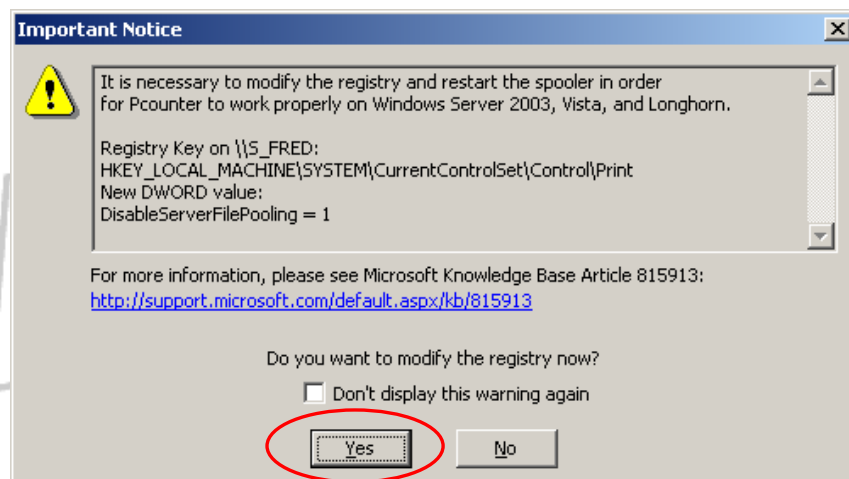 Important Notice
It is necessary to modify the registry and restart the spooler in order
for Pcounter to work properly on Windows Server 2003, Vista, and Longhorn.
Registry Key on \\S_FRED:
HKEY_LOCAL_MACHINE\SYSTEM\CurrentControlSet\Control\Print
New DWORD value:
DisableServerFilePooling = 1
For more information, please see Microsoft Knowledge Base Article 815913:
http://support.microsoft.com/default.aspx/kb/815913
Do you want to modify the registry now?
Don't display this warning again
Yes No